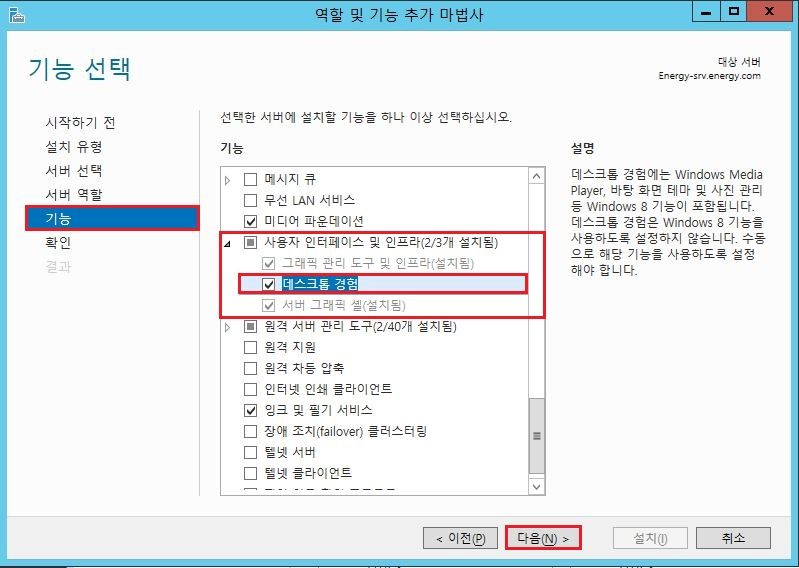 역할 및 기능 추가 마법사
기능 선택
대상 서버
Energy-srv.energy.com
시작하기 전
설치 유형
서버 선택
서버 역할
기능
확인
결과
선택한 서버에 설치할 기능을 하나 이상 선택하십시오.
기능
메시지 큐
무선 LAN 서비스
미디어 파운데이션
사용자 인터페이스 및 인프라(2/3개 설치됨)
그래픽 관리 도구 및 인프라(설치됨)
데스크톱 경험
서버 그래픽 셸(설치됨)
원격 서버 관리 도구(2/40개 설치됨)
원격 지원
원격 차등 압축
인터넷 인쇄 클라이언트
잉크 및 필기 서비스
장애 조치(failover) 클러스터링
텔넷 서버
텔넷 클라이언트
설명
데스크톱 경험에는 Windows Media
Player, 바탕 화면 테마 및 사진 관리
등 Windows 8 기능이 포함됩니다.
데스크톱 경험은 Windows 8 기능을
사용하도록 설정하지 않습니다. 수동
으로 해당 기능을 사용하도록 설정
해야 합니다.
< 이전(P)
다음(N) >
설치(I)
취소